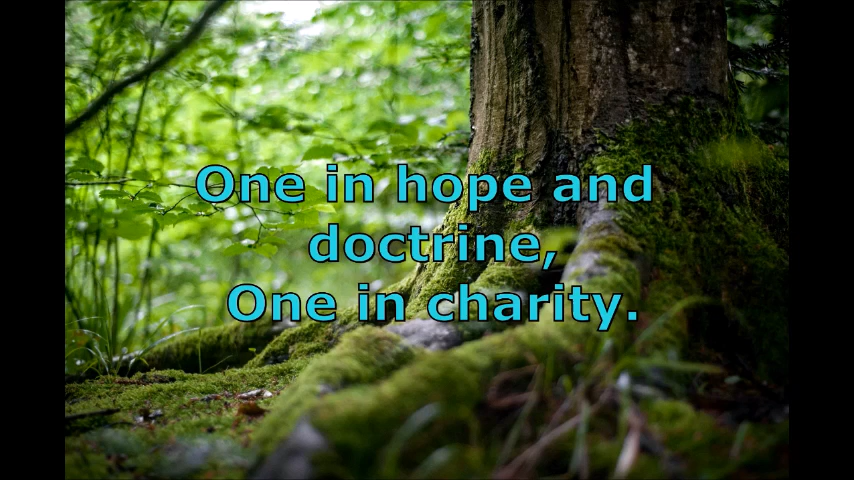 One in hope and
doctrine,
One in charity.